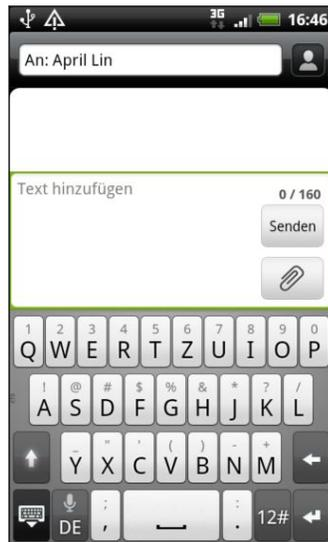 3G 16:46
An: April Lin
Text hinzufügen
0 / 160
Senden
1 2 3 4 5 6 7 8 9 0
Q W E R T Z U I O P
! @ # $ % & * ? /
A S D F G H J K L
_ " ' ( ) - +
Y X C V B N M
DE ; , : . 12#